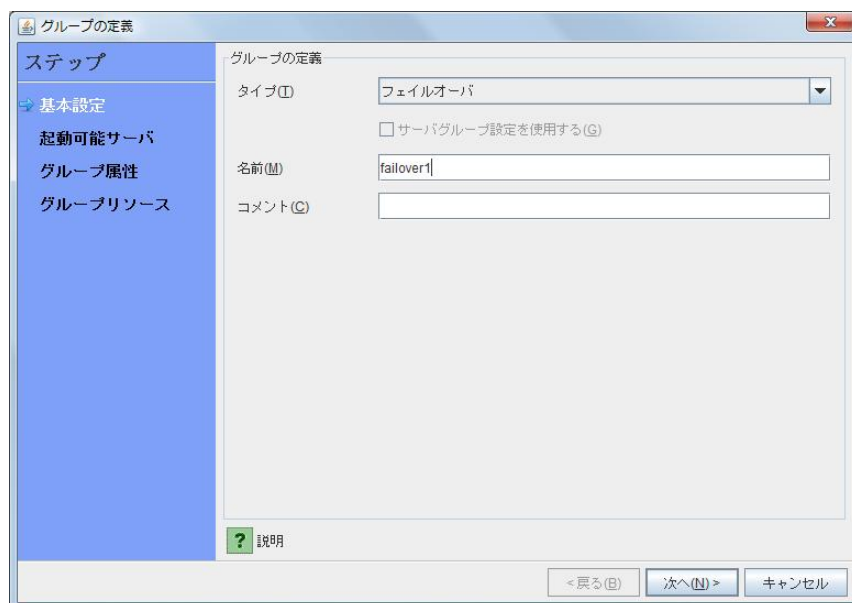 グループの定義
ステップ
基本設定
起動可能サーバ
グループ属性
グループリソース
グループの定義
タイプ(T) フェイルオーバ
サーバグループ設定を使用する(G)
名前(M) failover1
コメント(C)
? 説明
<戻る(B) 次へ(N)> キャンセル